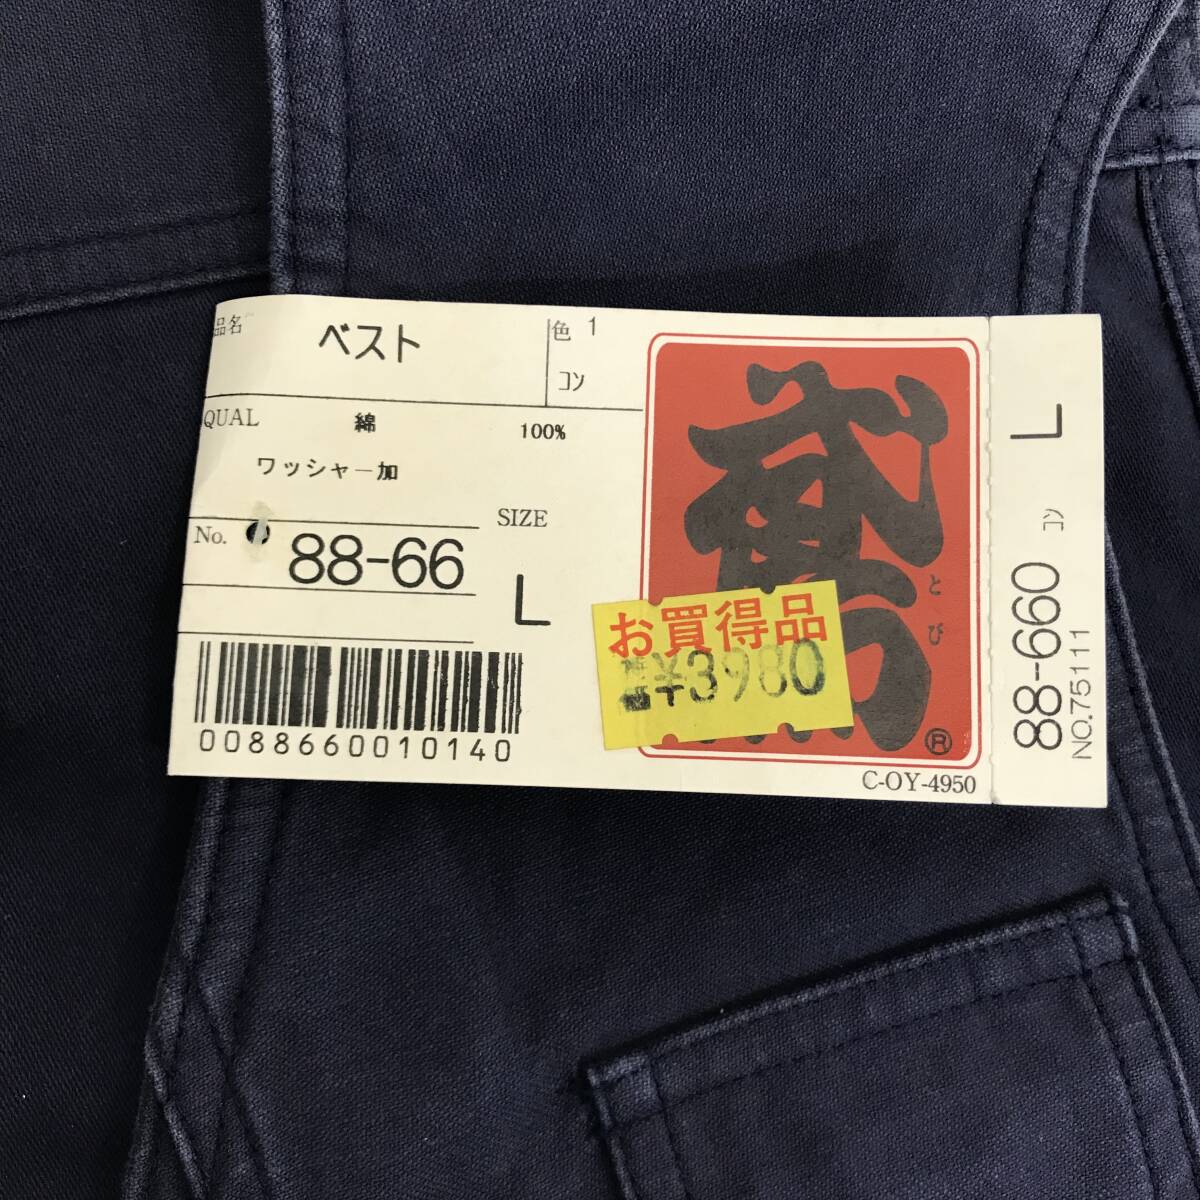 品名 ベスト 色 1
コン
QUAL 綿 100%
ワッシャー加
No. 88-66 SIZE L
0088660010140
鳶
とび
®
お買得品
¥3980
C-OY-4950
L
コン
88-660
NO.75111